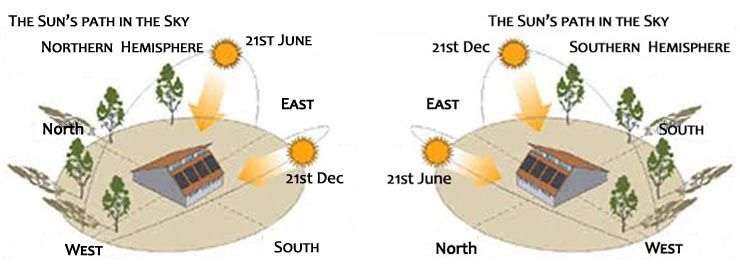 The Sun's path in the Sky
Northern Hemisphere
21st June
East
North
21st Dec
West
South
The Sun's path in the Sky
21st Dec
Southern Hemisphere
East
South
21st June
North
West